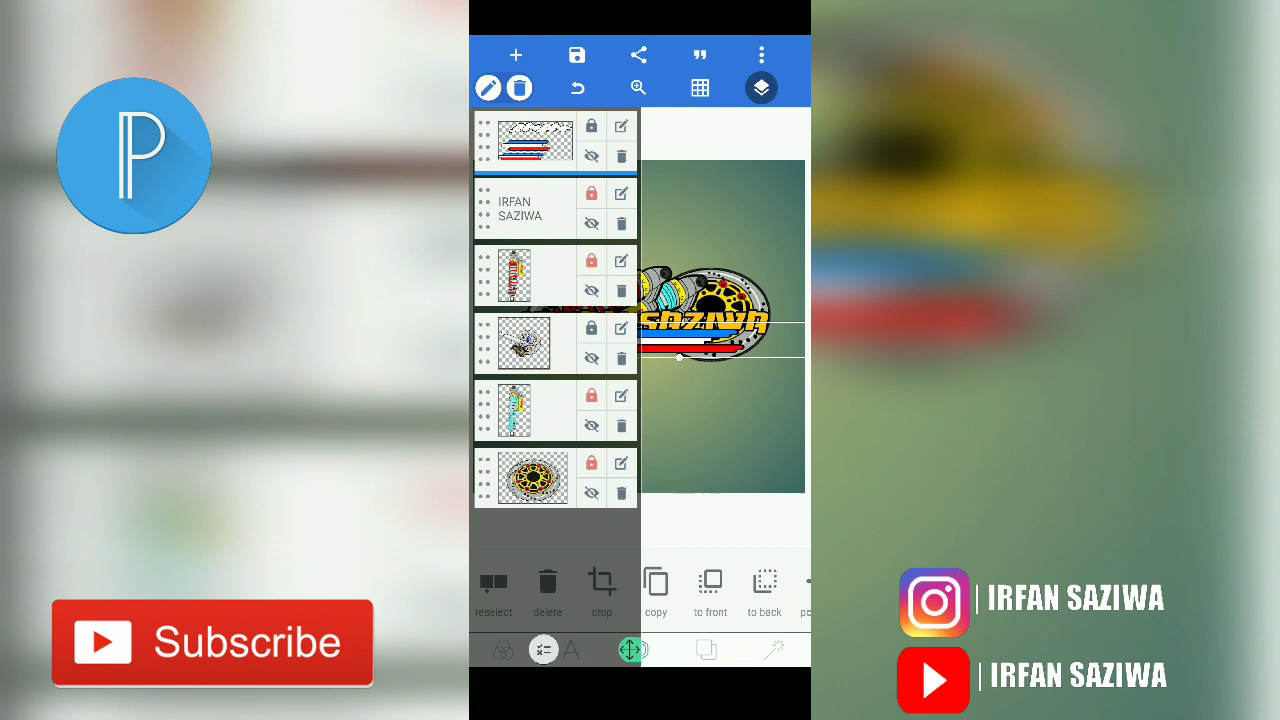 IRFAN
SAZIWA
SAZIWA
reselect
delete
crop
copy
to front
to back
A
Subscribe
| IRFAN SAZIWA
| IRFAN SAZIWA